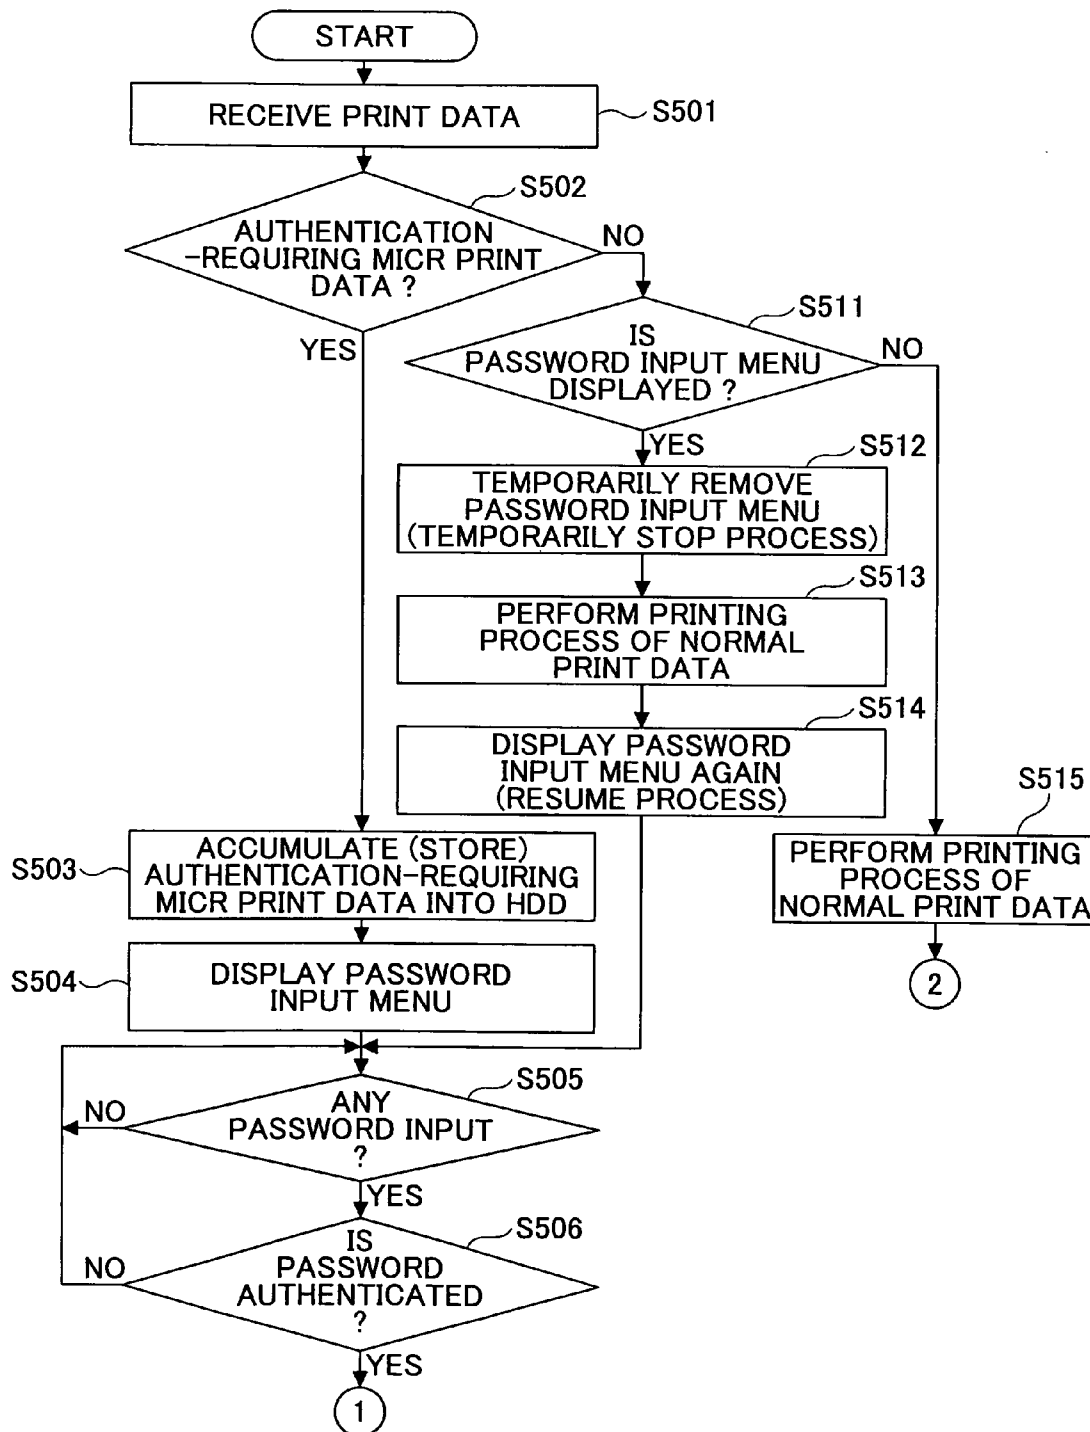 START
RECEIVE PRINT DATA
S501
S502
AUTHENTICATION
-REQUIRING MICR PRINT
DATA ?
NO
YES
S511
IS
PASSWORD INPUT MENU
DISPLAYED ?
NO
YES
S512
TEMPORARILY REMOVE
PASSWORD INPUT MENU
(TEMPORARILY STOP PROCESS)
S513
PERFORM PRINTING
PROCESS OF NORMAL
PRINT DATA
S514
DISPLAY PASSWORD
INPUT MENU AGAIN
(RESUME PROCESS)
S515
PERFORM PRINTING
PROCESS OF
NORMAL PRINT DATA
2
S503
ACCUMULATE (STORE)
AUTHENTICATION-REQUIRING
MICR PRINT DATA INTO HDD
S504
DISPLAY PASSWORD
INPUT MENU
S505
ANY
PASSWORD INPUT
?
NO
YES
S506
IS
PASSWORD
AUTHENTICATED
?
NO
YES
1